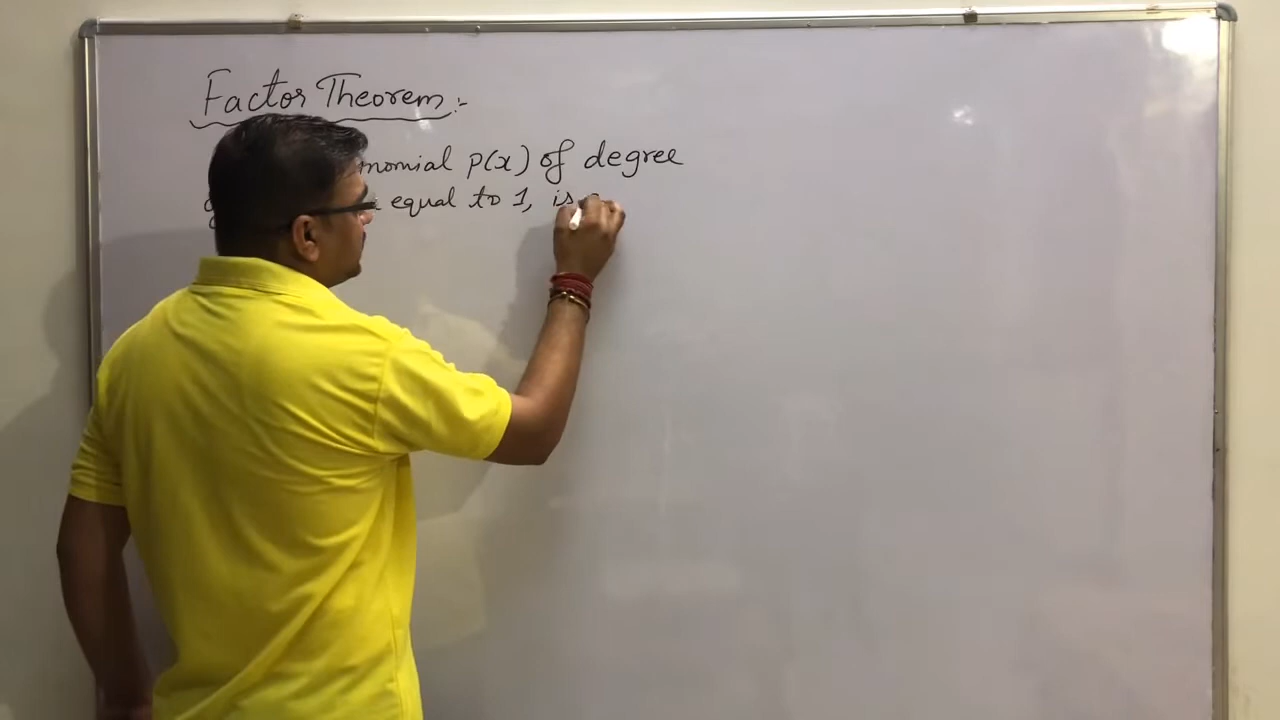 Factor Theorem :-
nomial p(x) of degree
equal to 1, is